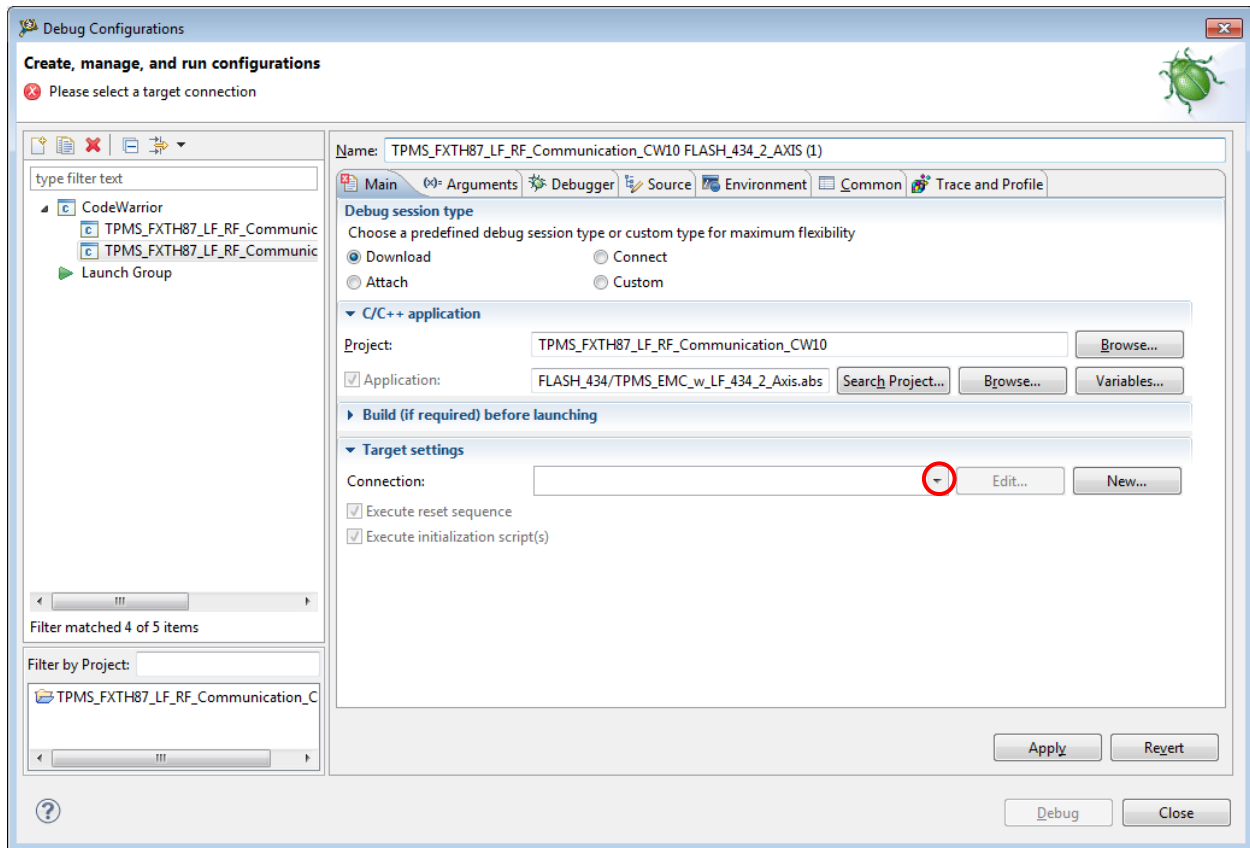 Debug Configurations
Create, manage, and run configurations
Please select a target connection
type filter text
CodeWarrior
TPMS_FXTH87_LF_RF_Communic
TPMS_FXTH87_LF_RF_Communic
Launch Group
Filter matched 4 of 5 items
Filter by Project:
TPMS_FXTH87_LF_RF_Communication_C
Name: TPMS_FXTH87_LF_RF_Communication_CW10 FLASH_434_2_AXIS (1)
Main (x)= Arguments Debugger Source Environment Common Trace and Profile
Debug session type
Choose a predefined debug session type or custom type for maximum flexibility
Download Connect
Attach Custom
C/C++ application
Project: TPMS_FXTH87_LF_RF_Communication_CW10 Browse...
Application: FLASH_434/TPMS_EMC_w_LF_434_2_Axis.abs Search Project... Browse... Variables...
Build (if required) before launching
Target settings
Connection: Edit... New...
Execute reset sequence
Execute initialization script(s)
Apply Revert
Debug Close